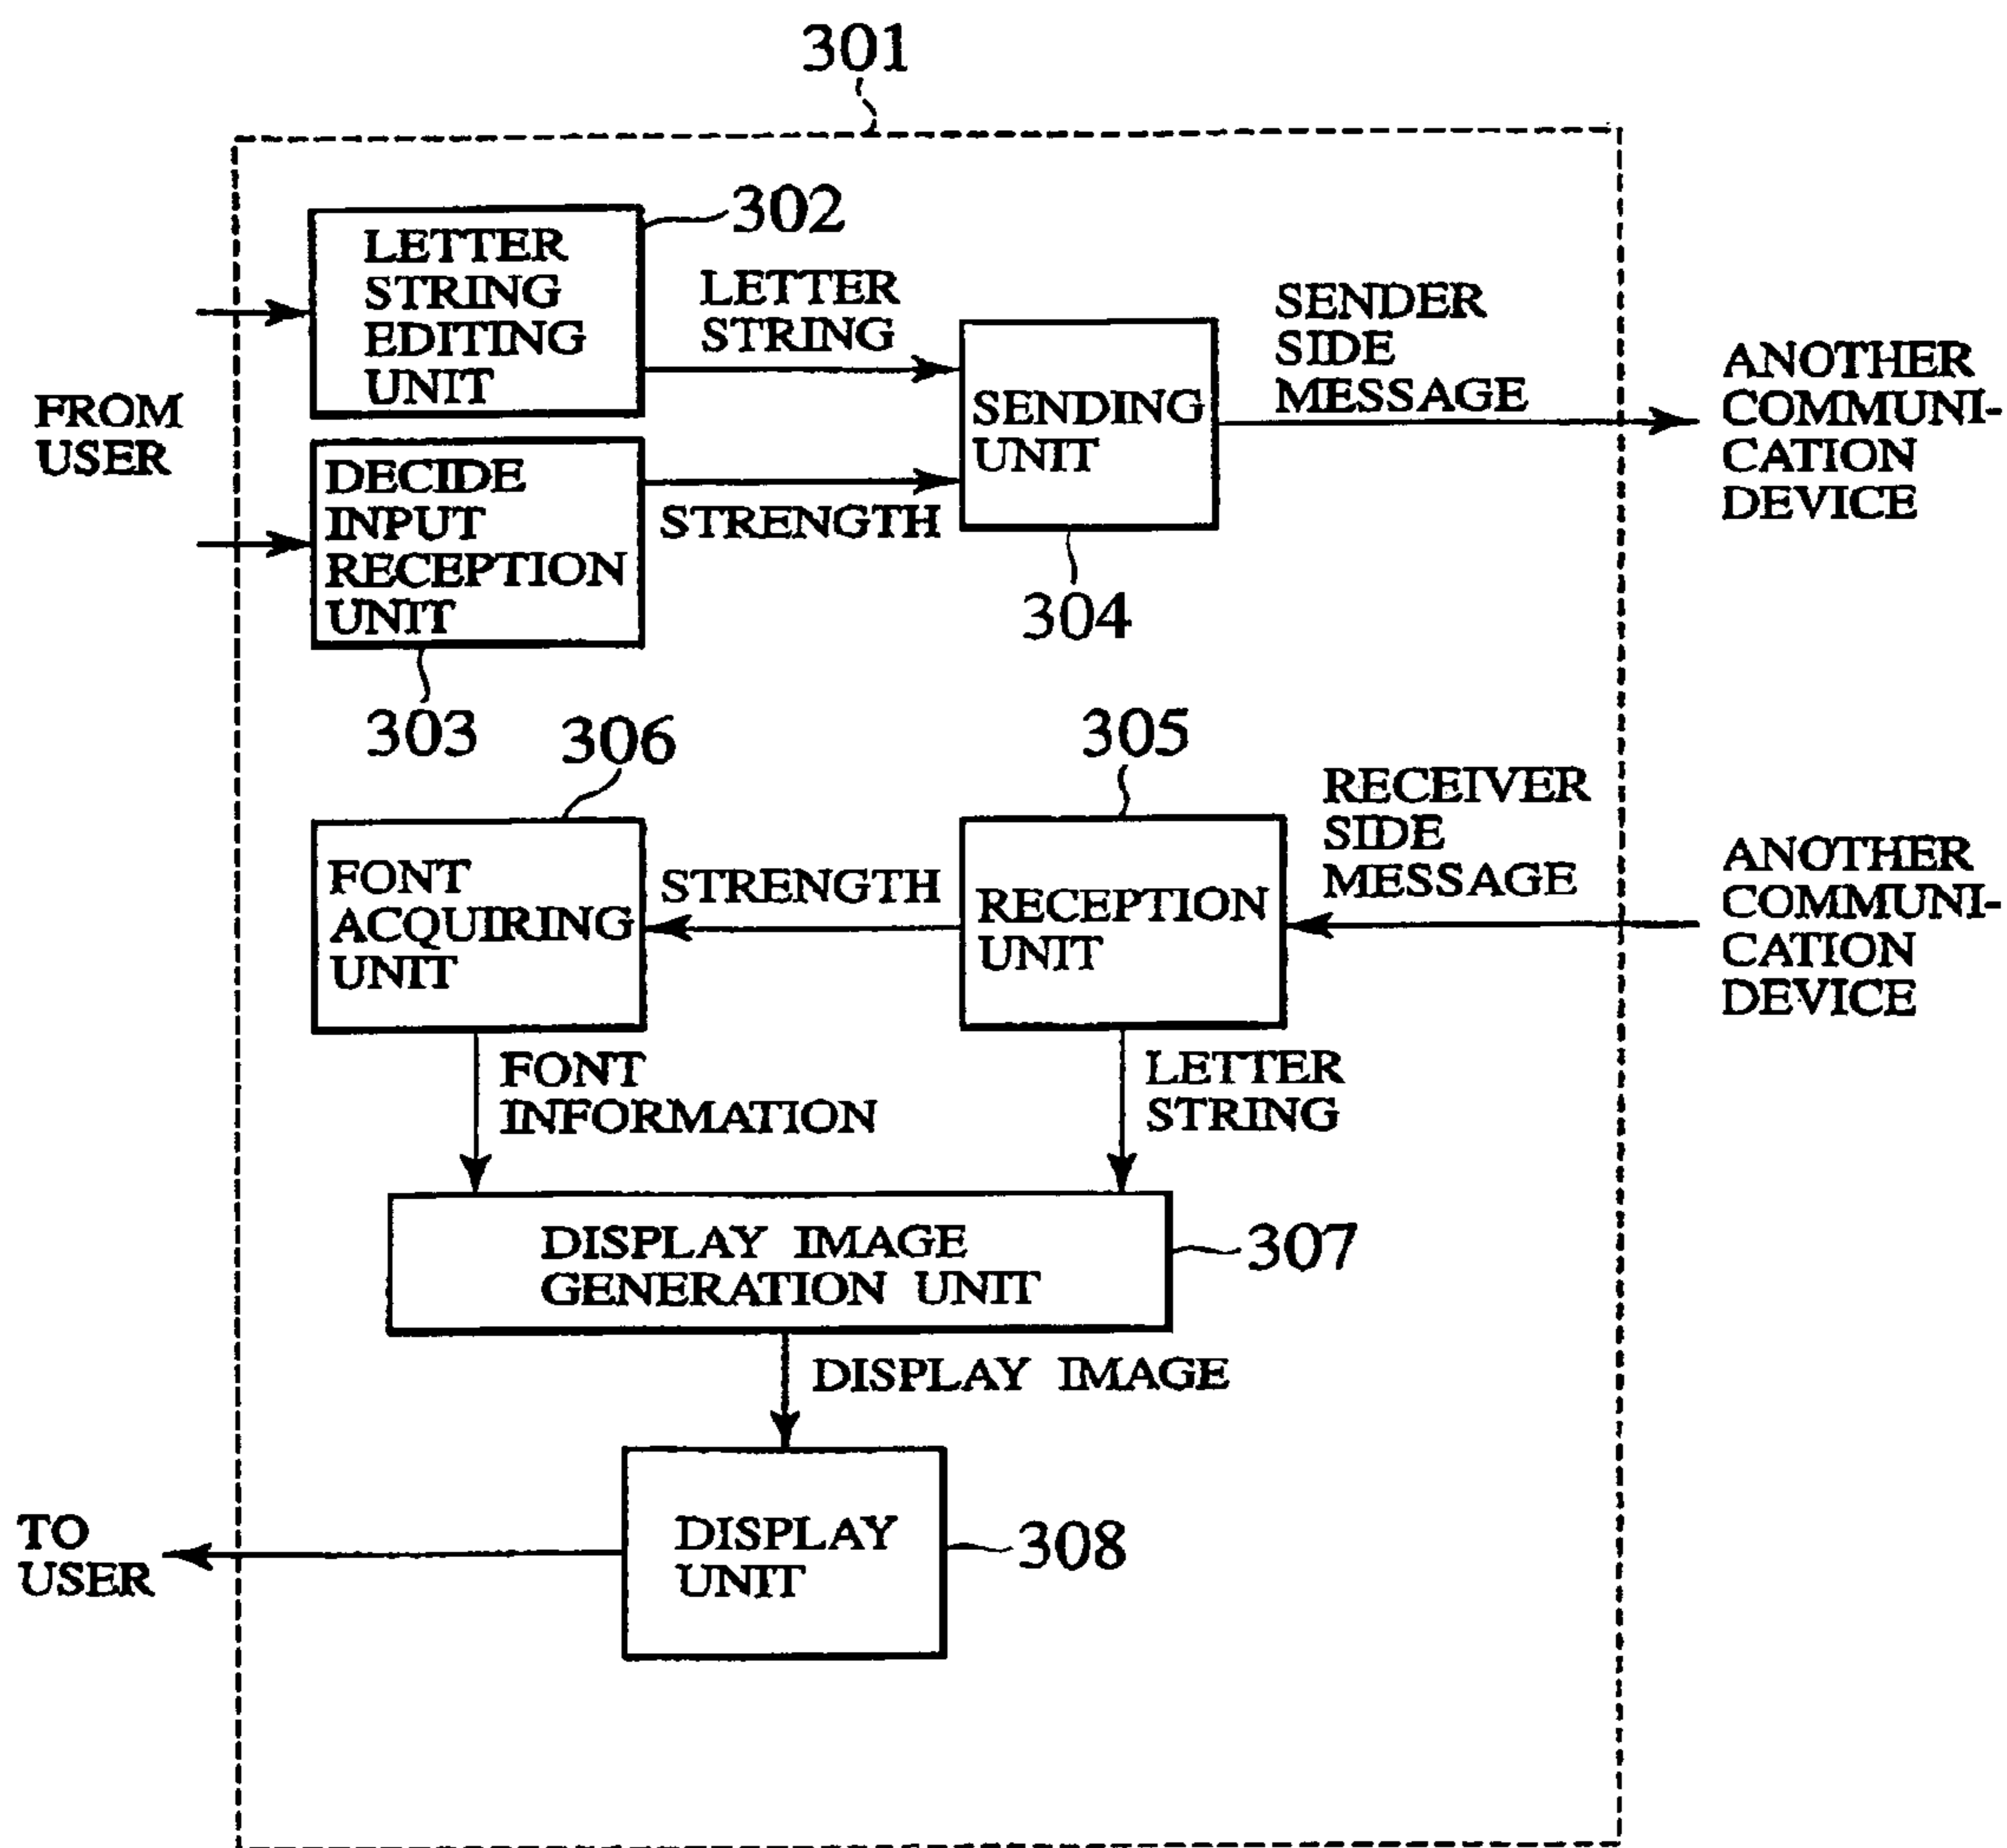 301
302
LETTER
STRING
EDITING
UNIT
LETTER
STRING
SENDER
SIDE
MESSAGE
ANOTHER
COMMUNI-
CATION
DEVICE
FROM
USER
SENDING
UNIT
DECIDE
INPUT
RECEPTION
UNIT
STRENGTH
304
303
306
305
RECEIVER
SIDE
MESSAGE
ANOTHER
COMMUNI-
CATION
DEVICE
FONT
ACQUIRING
UNIT
STRENGTH
RECEPTION
UNIT
FONT
INFORMATION
LETTER
STRING
DISPLAY IMAGE
GENERATION UNIT
307
DISPLAY IMAGE
TO
USER
DISPLAY
UNIT
308